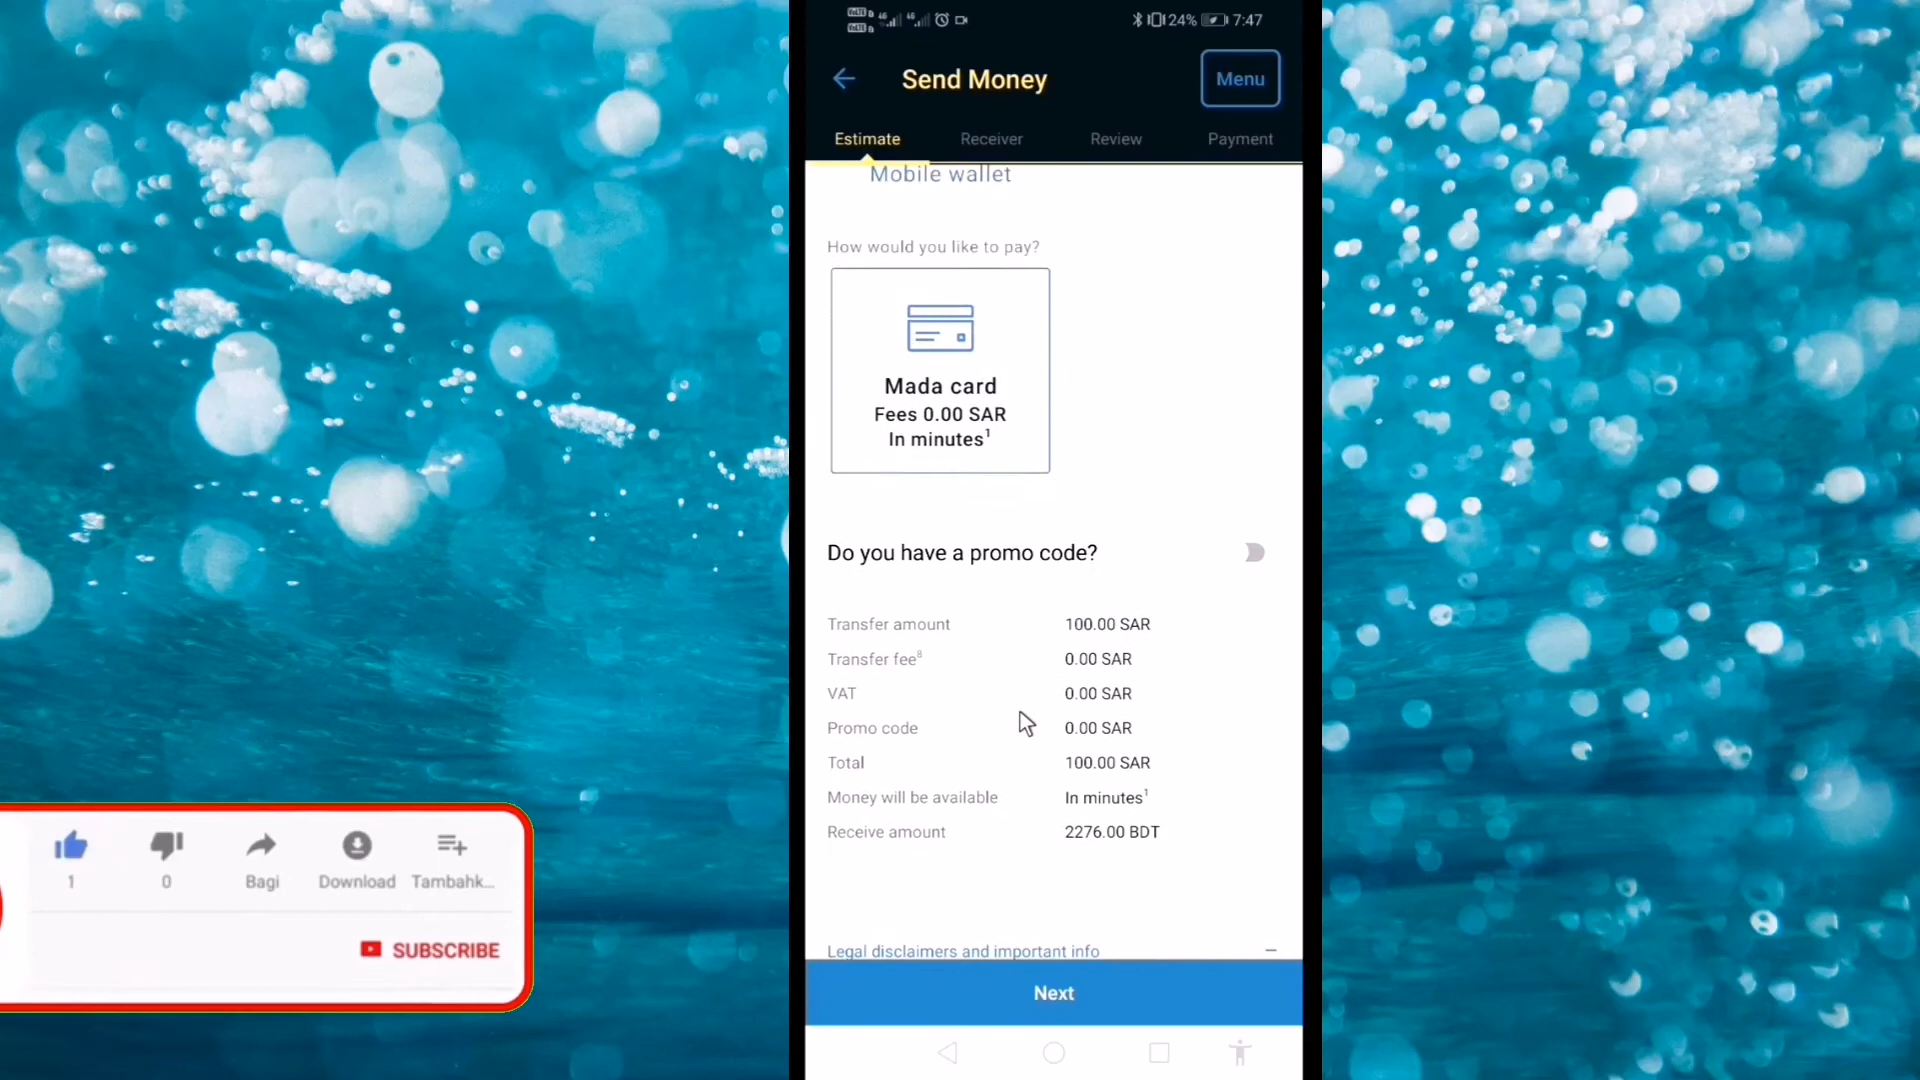 24% 7:47
Send Money
Menu
Estimate Receiver Review Payment
Mobile wallet
How would you like to pay?
Mada card
Fees 0.00 SAR
In minutes1
Do you have a promo code?
Transfer amount 100.00 SAR
Transfer fee8 0.00 SAR
VAT 0.00 SAR
Promo code 0.00 SAR
Total 100.00 SAR
Money will be available In minutes1
Receive amount 2276.00 BDT
Legal disclaimers and important info
Next
1 0 Bagi Download Tambahk...
SUBSCRIBE